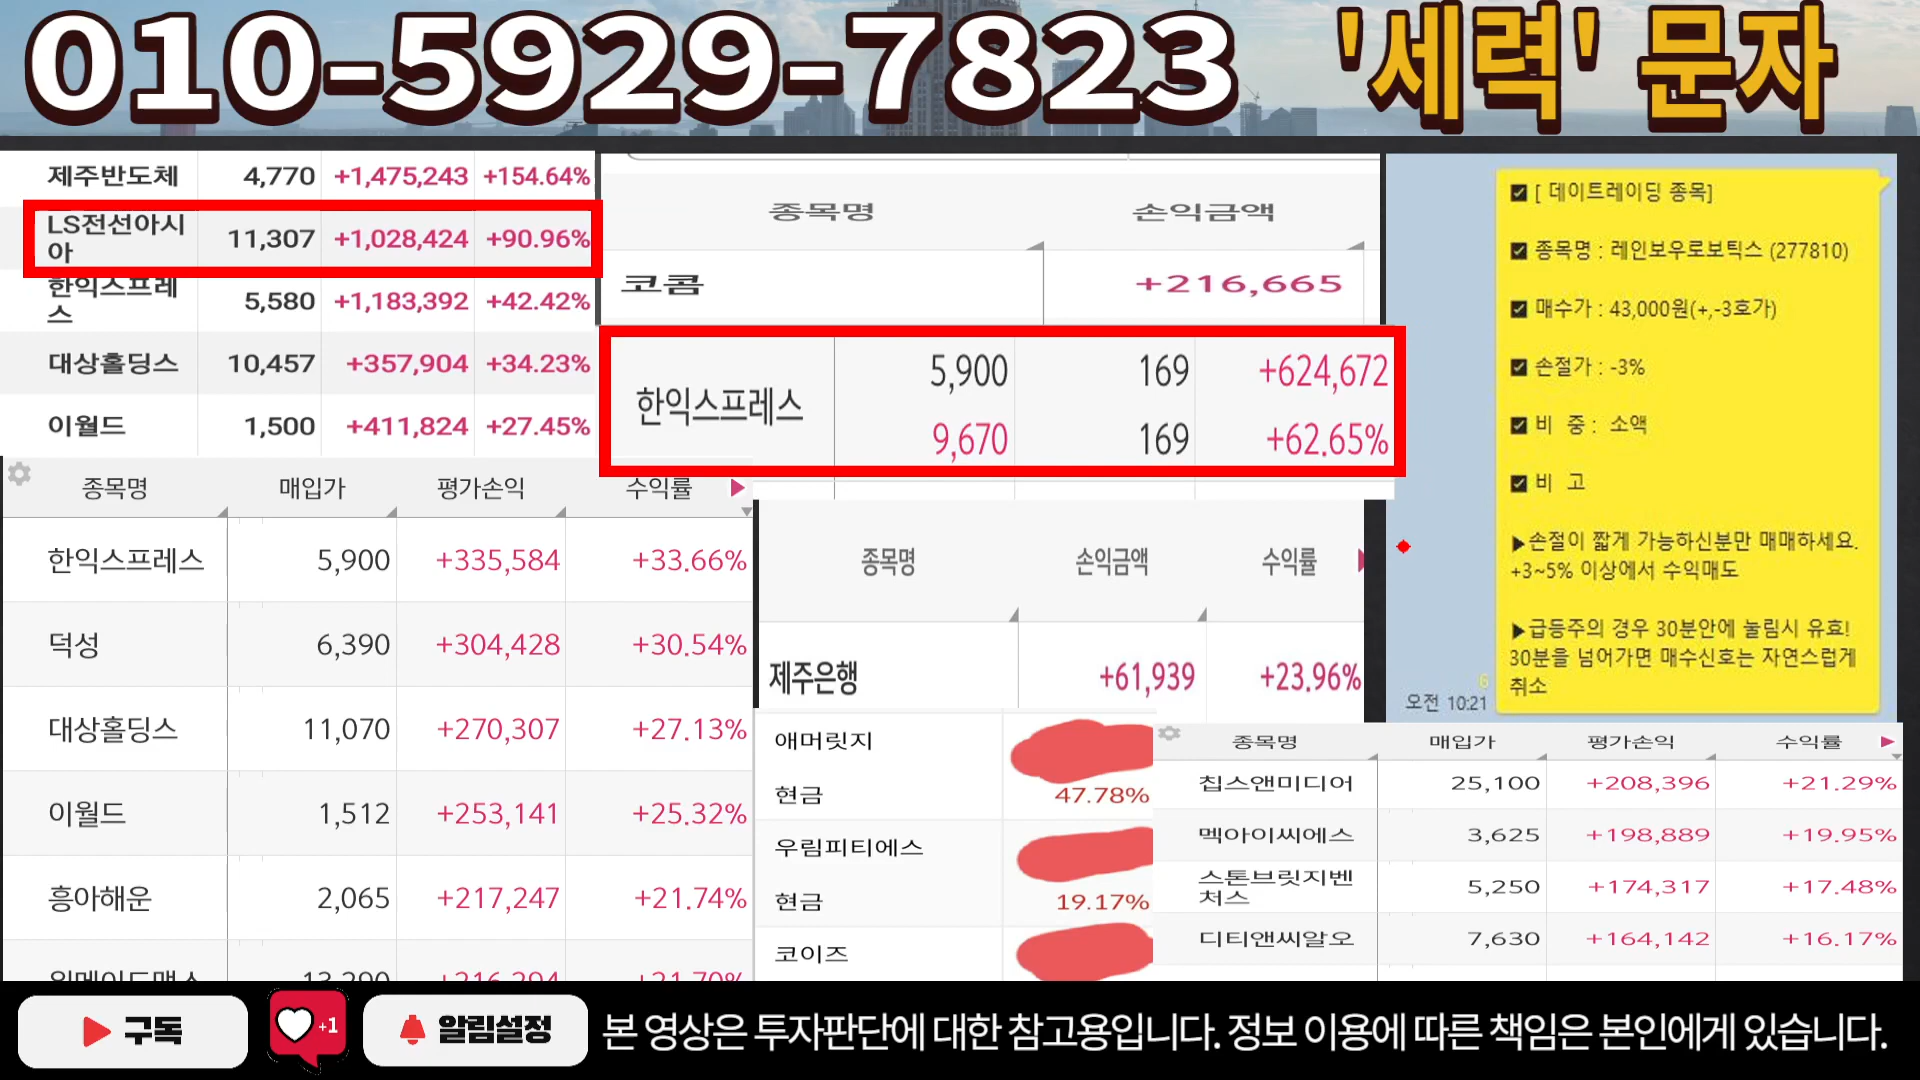 010-5929-7823 '세력' 문자
제주반도체 4,770 +1,475,243 +154.64%
LS전선아시아 11,307 +1,028,424 +90.96%
한익스프레스 5,580 +1,183,392 +42.42%
대상홀딩스 10,457 +357,904 +34.23%
이월드 1,500 +411,824 +27.45%
종목명 손익금액
코콤 +216,665
한익스프레스 5,900 169 +624,672
9,670 169 +62.65%
[ 데이트레이딩 종목]
종목명 : 레인보우로보틱스 (277810)
매수가 : 43,000원(+,-3호가)
손절가 : -3%
비 중 : 소액
비 고
▶손절이 짧게 가능하신분만 매매하세요.
+3~5% 이상에서 수익매도
▶급등주의 경우 30분안에 눌림시 유효!
30분을 넘어가면 매수신호는 자연스럽게
취소
6
오전 10:21
종목명 매입가 평가손익 수익률
한익스프레스 5,900 +335,584 +33.66%
덕성 6,390 +304,428 +30.54%
대상홀딩스 11,070 +270,307 +27.13%
이월드 1,512 +253,141 +25.32%
흥아해운 2,065 +217,247 +21.74%
종목명 손익금액 수익률
제주은행 +61,939 +23.96%
애머릿지
현금 47.78%
우림피티에스
현금 19.17%
코이즈
종목명 매입가 평가손익 수익률
칩스앤미디어 25,100 +208,396 +21.29%
멕아이씨에스 3,625 +198,889 +19.95%
스톤브릿지벤처스 5,250 +174,317 +17.48%
디티앤씨알오 7,630 +164,142 +16.17%
구독 +1 알림설정 본 영상은 투자판단에 대한 참고용입니다. 정보 이용에 따른 책임은 본인에게 있습니다.